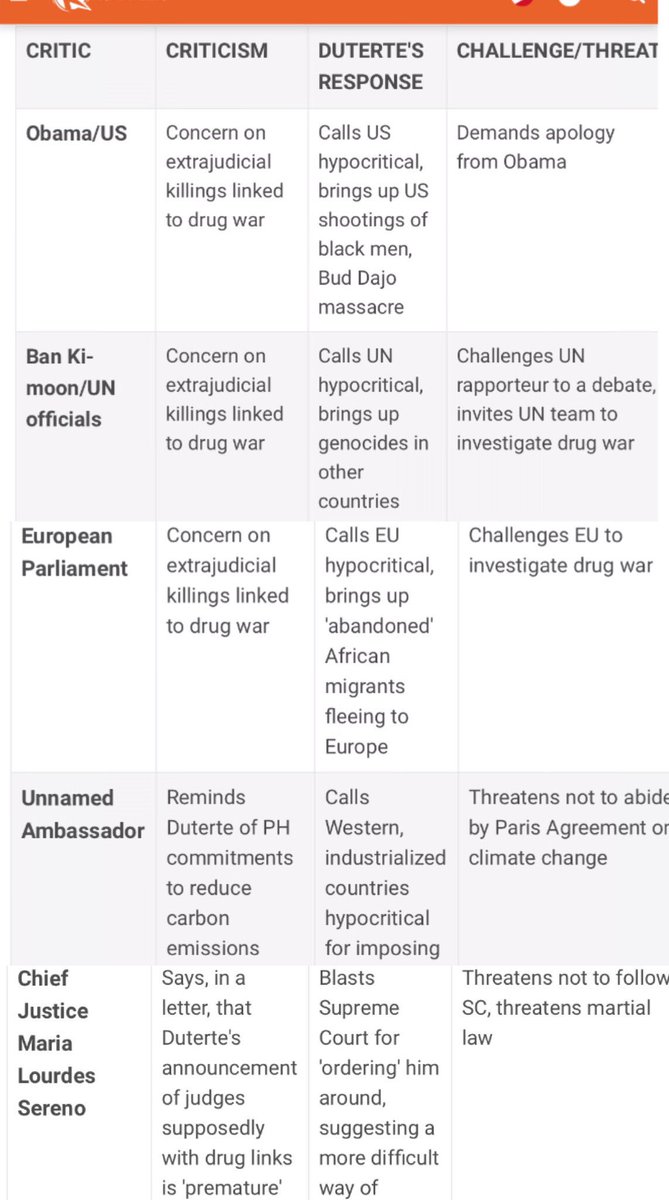 CRITIC
CRITICISM
DUTERTE'S
RESPONSE
CHALLENGE/THREAT
Obama/US
Concern on
extrajudicial
killings linked
to drug war
Calls US
hypocritical,
brings up US
shootings of
black men,
Bud Dajo
massacre
Demands apology
from Obama
Ban Ki-
moon/UN
officials
Concern on
extrajudicial
killings linked
to drug war
Calls UN
hypocritical,
brings up
genocides in
other
countries
Challenges UN
rapporteur to a debate,
invites UN team to
investigate drug war
European
Parliament
Concern on
extrajudicial
killings linked
to drug war
Calls EU
hypocritical,
brings up
'abandoned'
African
migrants
fleeing to
Europe
Challenges EU to
investigate drug war
Unnamed
Ambassador
Reminds
Duterte of PH
commitments
to reduce
carbon
emissions
Calls
Western,
industrialized
countries
hypocritical
for imposing
Threatens not to abide
by Paris Agreement on
climate change
Chief
Justice
Maria
Lourdes
Sereno
Says, in a
letter, that
Duterte's
announcement
of judges
supposedly
with drug links
is 'premature'
Blasts
Supreme
Court for
'ordering' him
around,
suggesting a
more difficult
way of
Threatens not to follow
SC, threatens martial
law